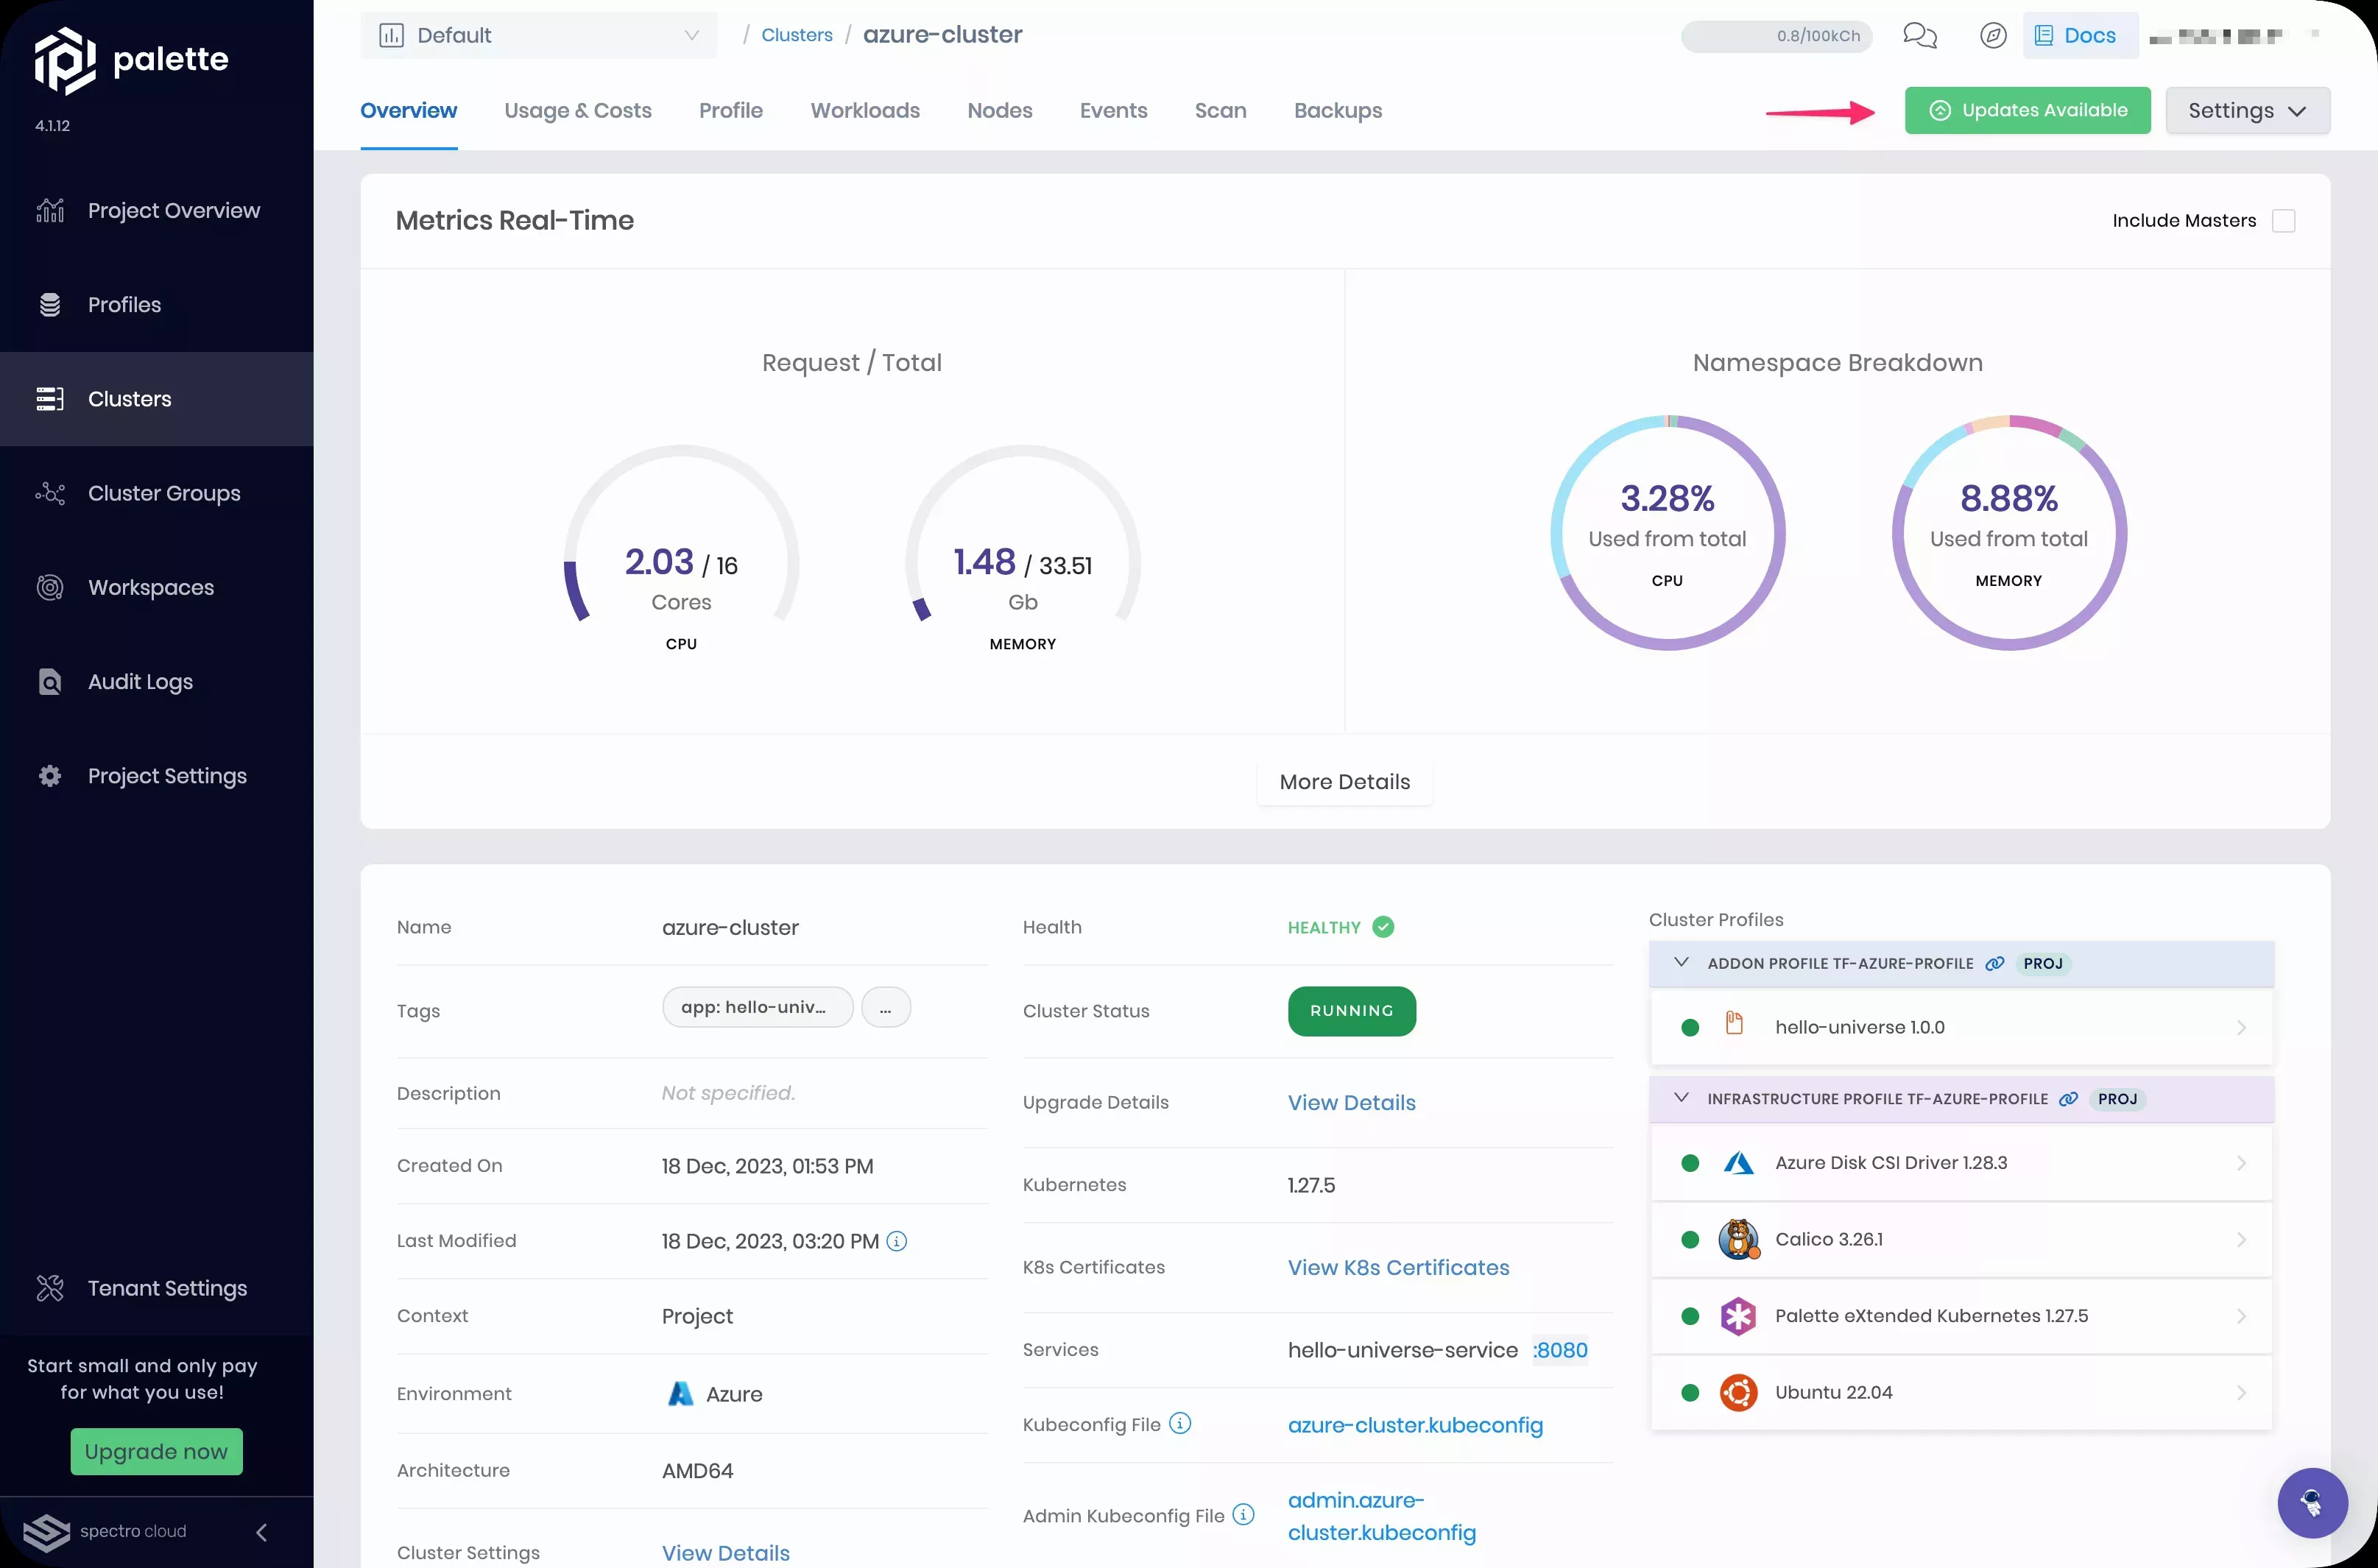 palette
4.1.12
Project Overview
Profiles
Clusters
Cluster Groups
Workspaces
Audit Logs
Project Settings
Tenant Settings
Start small and only pay
for what you use!
Upgrade now
spectro cloud
Default
/ Clusters / azure-cluster
0.8/100kCh
Docs
Overview
Usage & Costs
Profile
Workloads
Nodes
Events
Scan
Backups
Updates Available
Settings
Metrics Real-Time
Include Masters
Request / Total
2.03 / 16
Cores
CPU
1.48 / 33.51
Gb
MEMORY
Namespace Breakdown
3.28%
Used from total
CPU
8.88%
Used from total
MEMORY
More Details
Name
azure-cluster
Tags
app: hello-univ...
...
Description
Not specified.
Created On
18 Dec, 2023, 01:53 PM
Last Modified
18 Dec, 2023, 03:20 PM
Context
Project
Environment
Azure
Architecture
AMD64
Cluster Settings
View Details
Health
HEALTHY
Cluster Status
RUNNING
Upgrade Details
View Details
Kubernetes
1.27.5
K8s Certificates
View K8s Certificates
Services
hello-universe-service :8080
Kubeconfig File
azure-cluster.kubeconfig
Admin Kubeconfig File
admin.azure-
cluster.kubeconfig
Cluster Profiles
ADDON PROFILE TF-AZURE-PROFILE
PROJ
hello-universe 1.0.0
INFRASTRUCTURE PROFILE TF-AZURE-PROFILE
PROJ
Azure Disk CSI Driver 1.28.3
Calico 3.26.1
Palette eXtended Kubernetes 1.27.5
Ubuntu 22.04